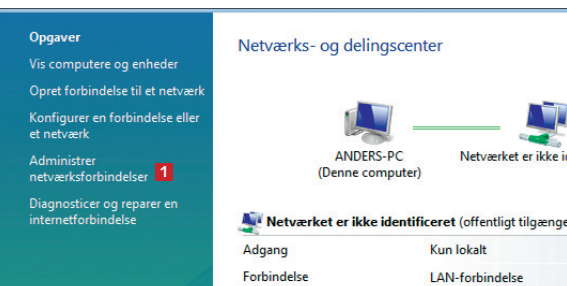 Opgaver
Vis computere og enheder
Opret forbindelse til et netværk
Konfigurer en forbindelse eller
et netværk
Administrer
netværksforbindelser 1
Diagnosticer og reparer en
internetforbindelse
Netværks- og delingscenter
ANDERS-PC
(Denne computer)
Netværket er ikke
Netværket er ikke identificeret (offentligt
Adgang Kun lokalt
Forbindelse LAN-forbindelse